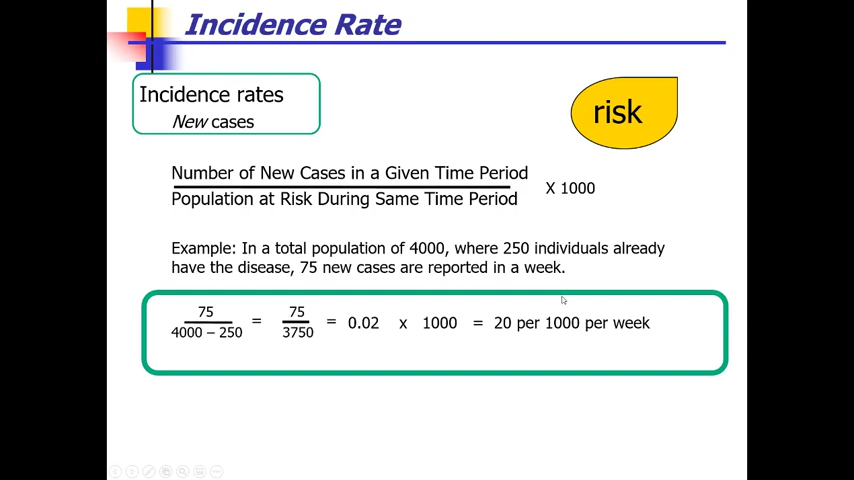 Incidence Rate
Incidence rates
New cases
risk
Number of New Cases in a Given Time Period
Population at Risk During Same Time Period
X 1000
Example: In a total population of 4000, where 250 individuals already
have the disease, 75 new cases are reported in a week.
75
4000 – 250
=
75
3750
= 0.02 x 1000 = 20 per 1000 per week